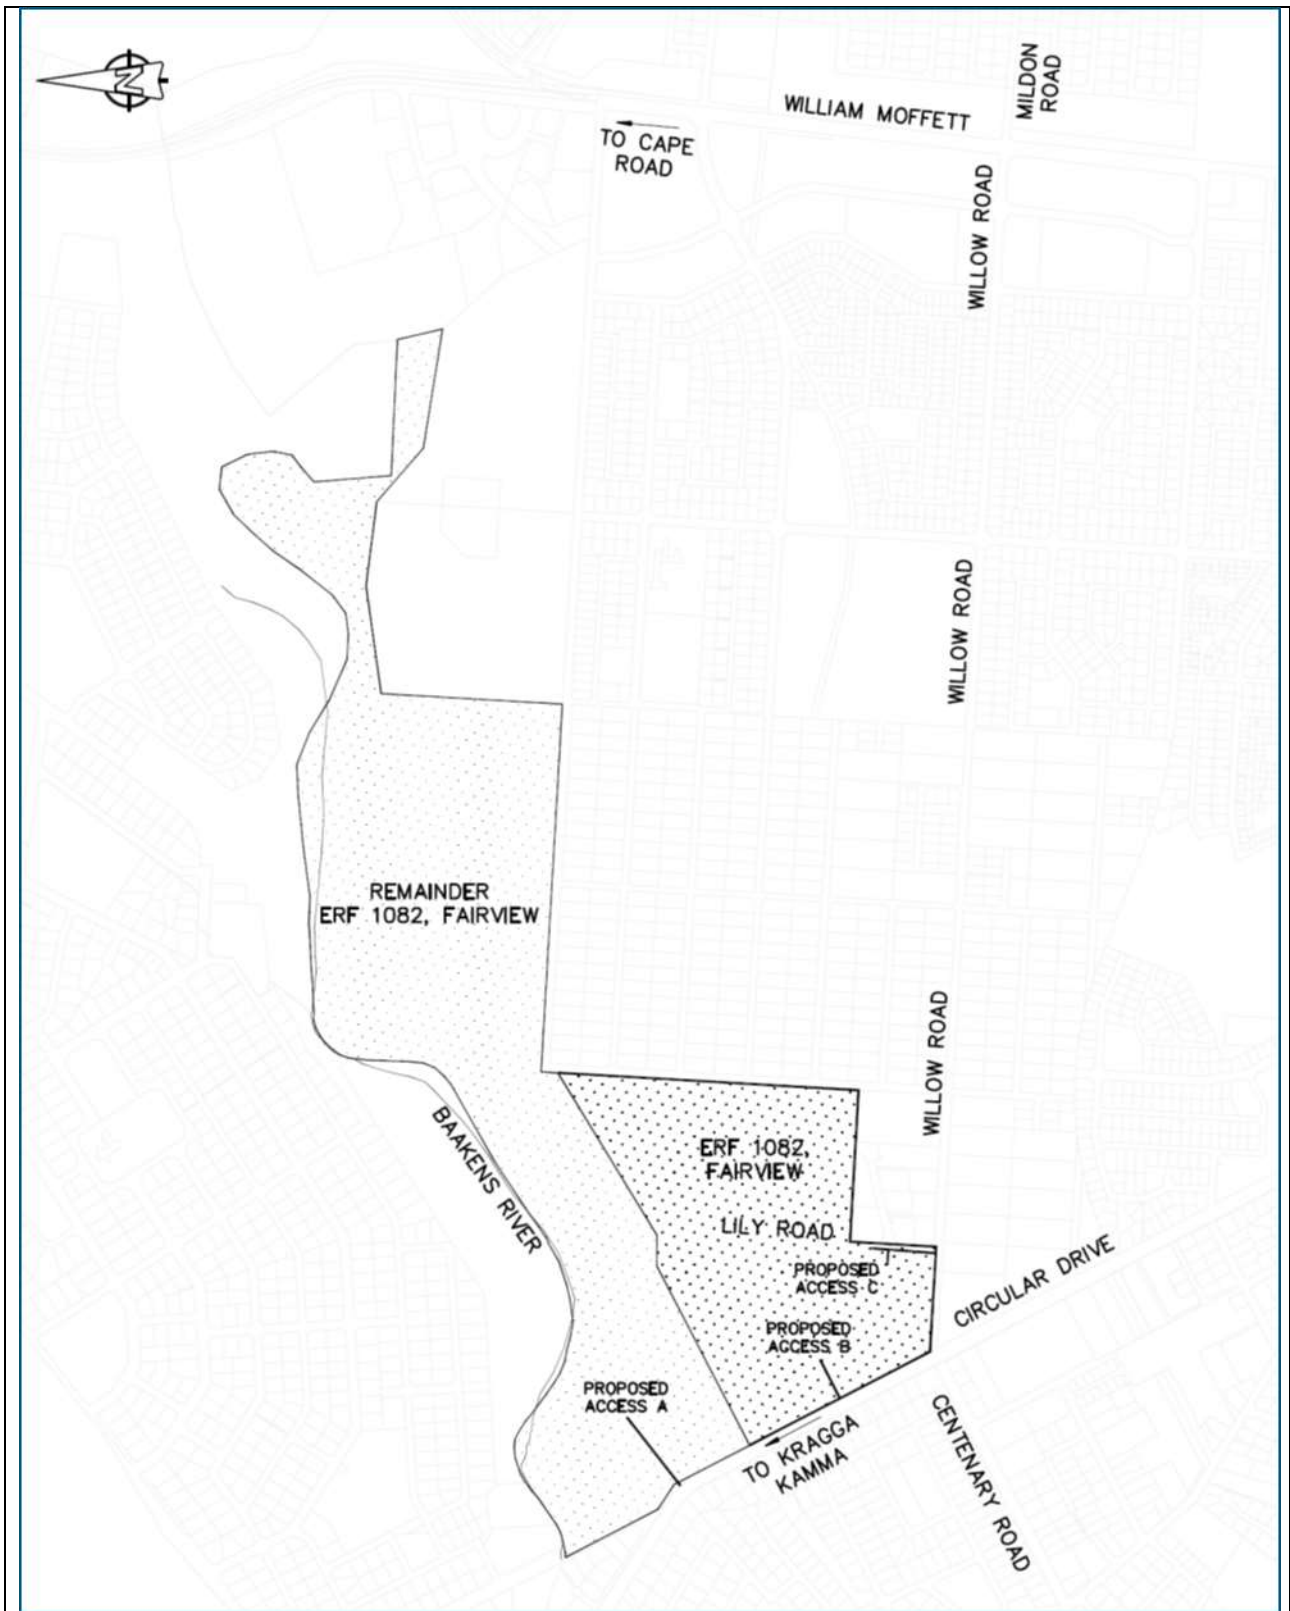 N
WILLIAM MOFFETT
MILDON
ROAD
TO CAPE
ROAD
WILLOW ROAD
WILLOW ROAD
REMAINDER
ERF 1082, FAIRVIEW
WILLOW ROAD
BAAKENS RIVER
ERF 1082,
FAIRVIEW
LILY ROAD
PROPOSED
ACCESS C
CIRCULAR DRIVE
PROPOSED
ACCESS B
PROPOSED
ACCESS A
TO KRAGGA
KAMMA
CENTENARY ROAD